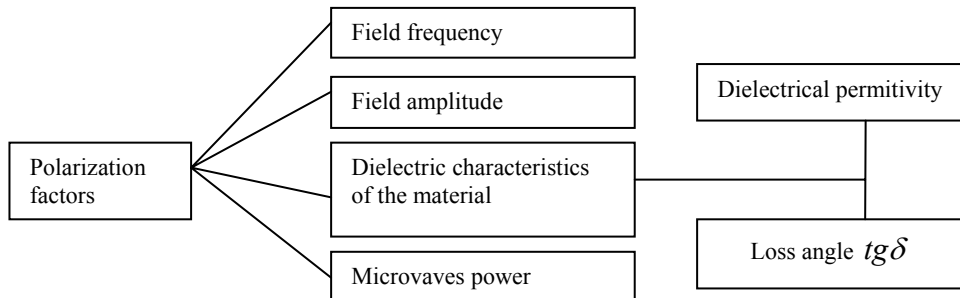 Field frequency
Field amplitude
Dielectrical permitivity
Polarization
factors
Dielectric characteristics
of the material
Loss angle tgδ
Microvaves power